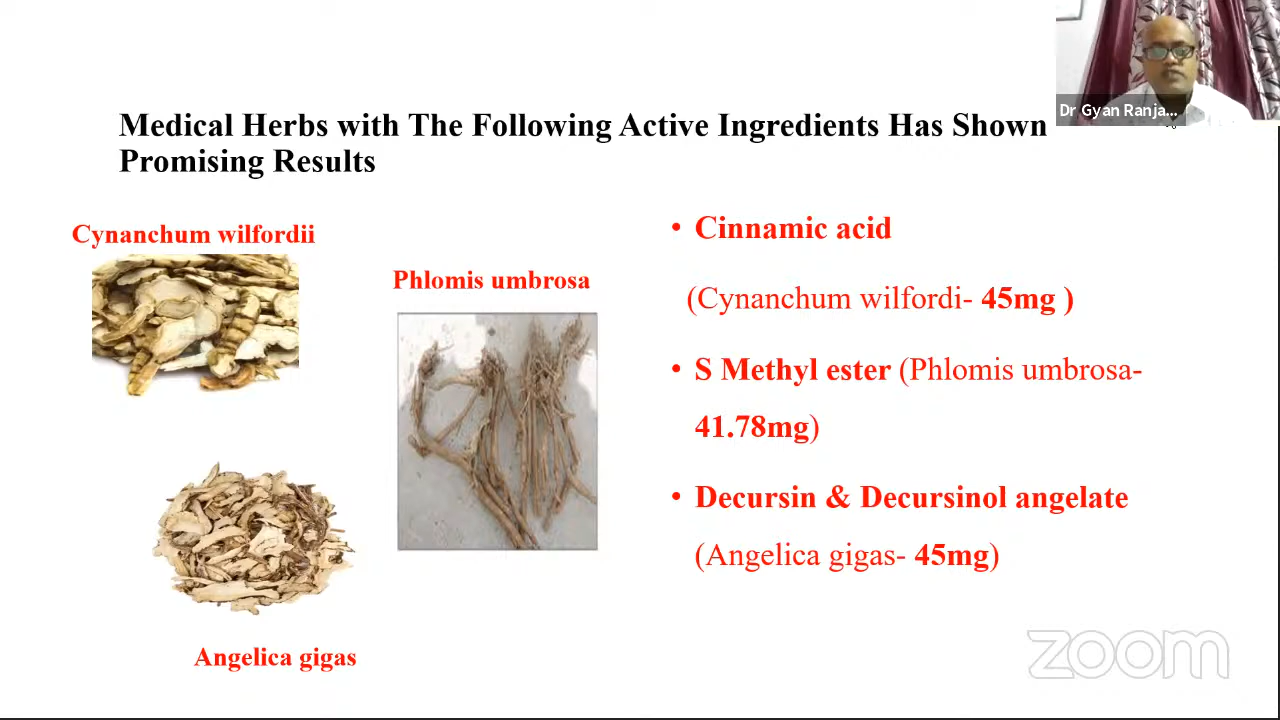 Dr Gyan Ranja...
Medical Herbs with The Following Active Ingredients Has Shown
Promising Results
Cynanchum wilfordii
Phlomis umbrosa
Angelica gigas
• Cinnamic acid
(Cynanchum wilfordi- 45mg )
• S Methyl ester (Phlomis umbrosa-
41.78mg)
• Decursin & Decursinol angelate
(Angelica gigas- 45mg)
zoom